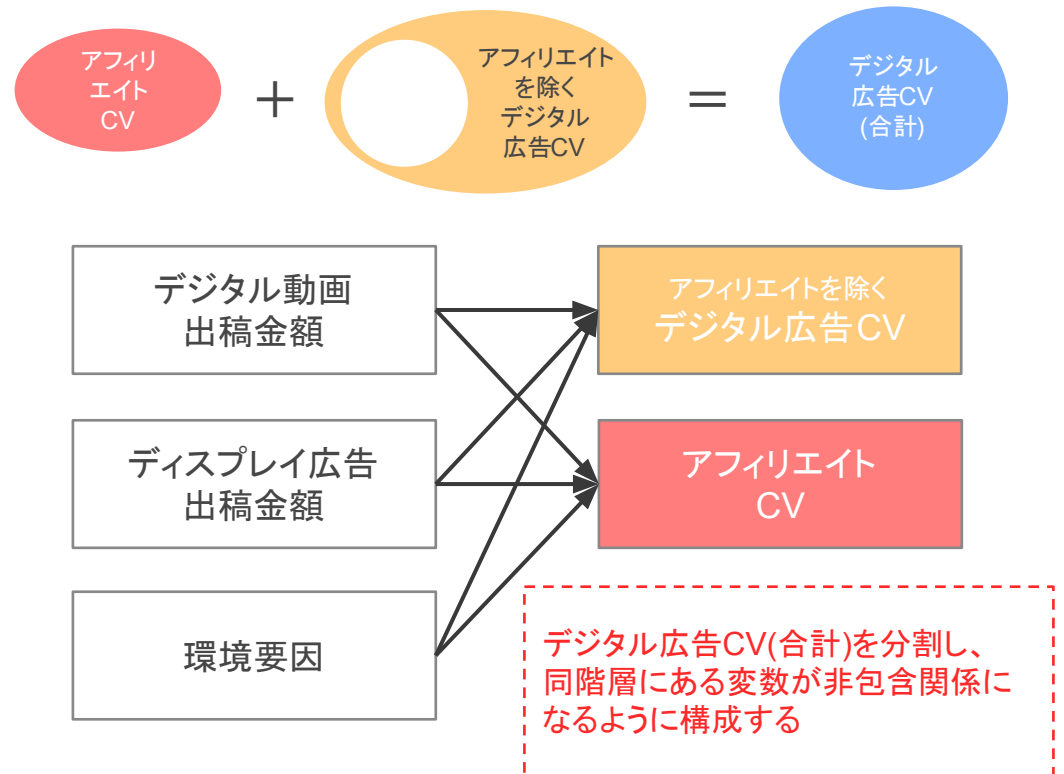 アフィリ
エイト
CV
+
アフィリエイト
を除く
デジタル
広告CV
=
デジタル
広告CV
(合計)
デジタル動画
出稿金額
アフィリエイトを除く
デジタル広告CV
ディスプレイ広告
出稿金額
アフィリエイト
CV
環境要因
デジタル広告CV(合計)を分割し、
同階層にある変数が非包含関係に
なるように構成する